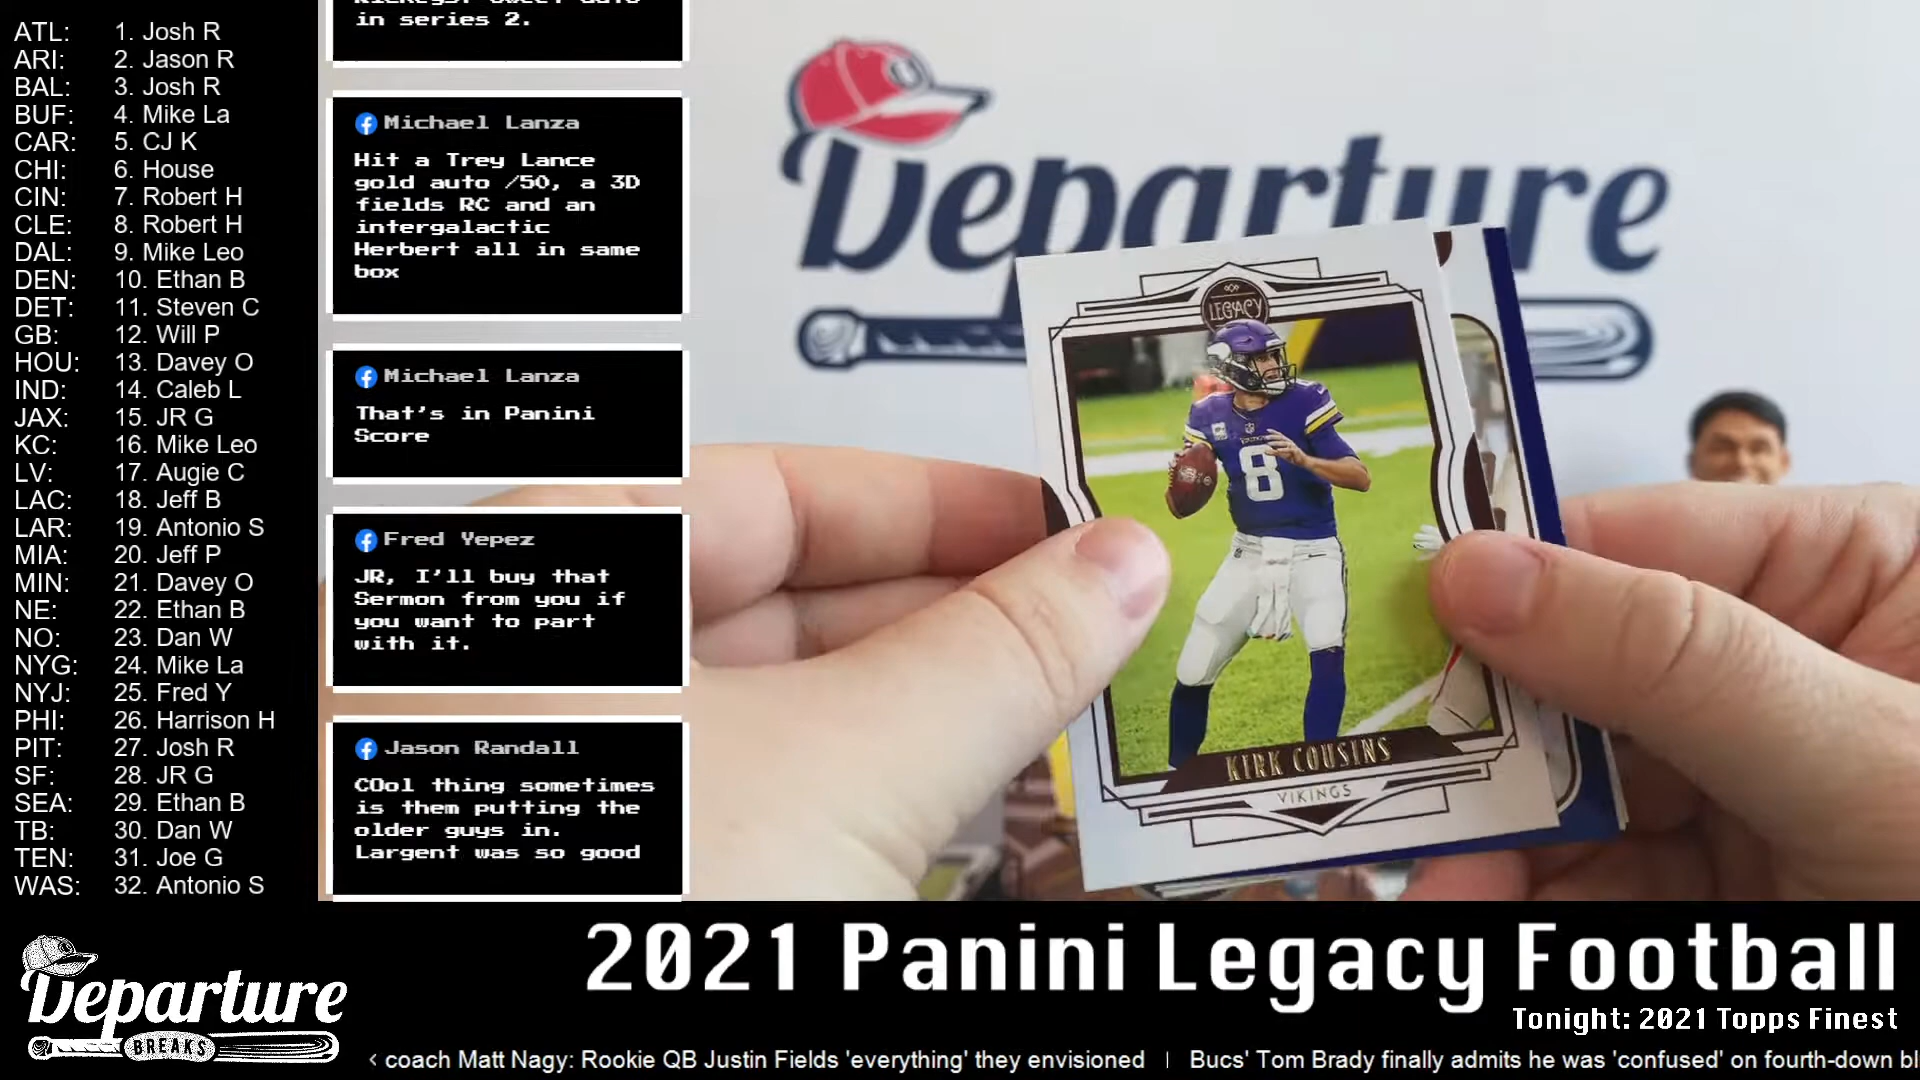 ATL: 1. Josh R
ARI: 2. Jason R
BAL: 3. Josh R
BUF: 4. Mike La
CAR: 5. CJ K
CHI: 6. House
CIN: 7. Robert H
CLE: 8. Robert H
DAL: 9. Mike Leo
DEN: 10. Ethan B
DET: 11. Steven C
GB: 12. Will P
HOU: 13. Davey O
IND: 14. Caleb L
JAX: 15. JR G
KC: 16. Mike Leo
LV: 17. Augie C
LAC: 18. Jeff B
LAR: 19. Antonio S
MIA: 20. Jeff P
MIN: 21. Davey O
NE: 22. Ethan B
NO: 23. Dan W
NYG: 24. Mike La
NYJ: 25. Fred Y
PHI: 26. Harrison H
PIT: 27. Josh R
SF: 28. JR G
SEA: 29. Ethan B
TB: 30. Dan W
TEN: 31. Joe G
WAS: 32. Antonio S
in series 2.
Michael Lanza
Hit a Trey Lance
gold auto /50, a 3D
fields RC and an
intergalactic
Herbert all in same
box
Michael Lanza
That's in Panini
Score
Fred Yepez
JR, I'll buy that
Sermon from you if
you want to part
with it.
Jason Randall
COol thing sometimes
is them putting the
older guys in.
Largent was so good
Departure
LEGACY
8
KIRK COUSINS
VIKINGS
Departure
BREAKS
2021 Panini Legacy Football
Tonight: 2021 Topps Finest
‹ coach Matt Nagy: Rookie QB Justin Fields 'everything' they envisioned | Bucs' Tom Brady finally admits he was 'confused' on fourth-down